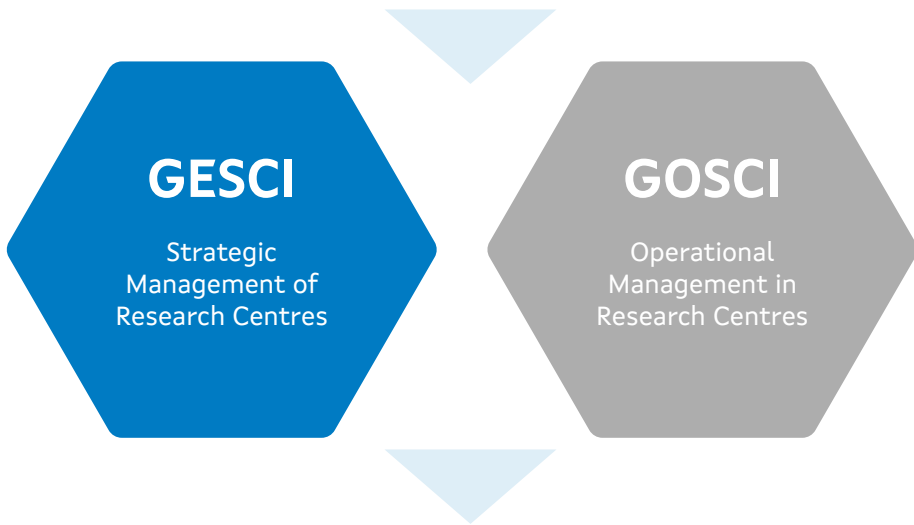 GESCI
Strategic
Management of
Research Centres
GOSCI
Operational
Management in
Research Centres